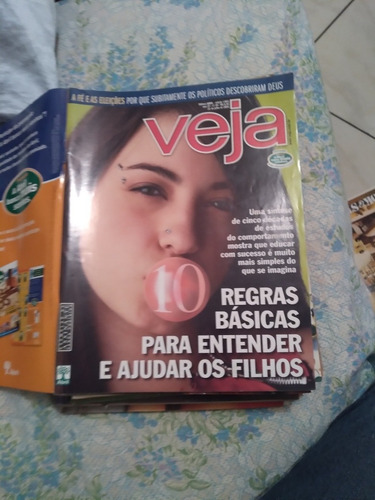 A FÉ E AS ELEIÇÕES POR QUE SUBITAMENTE OS POLÍTICOS DESCOBRIRAM DEUS
veja
Uma síntese
de cinco décadas
de estudos
do comportamento
mostra que educar
com sucesso é muito
mais simples do
que se imagina
10
REGRAS
BÁSICAS
PARA ENTENDER
E AJUDAR OS FILHOS